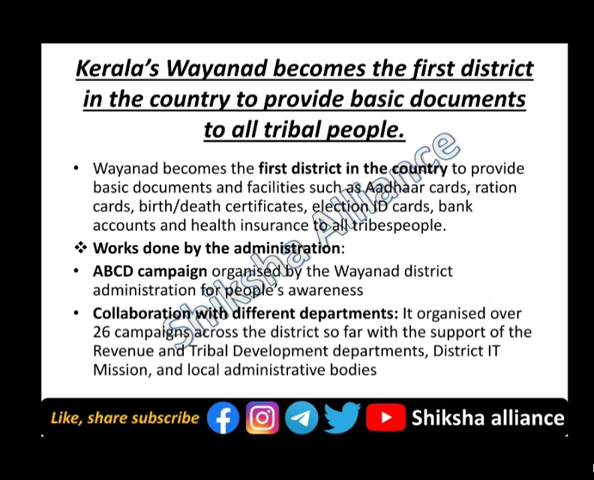 Kerala's Wayanad becomes the first district
in the country to provide basic documents
to all tribal people.
• Wayanad becomes the first district in the country to provide
basic documents and facilities such as Aadhaar cards, ration
cards, birth/death certificates, election ID cards, bank
accounts and health insurance to all tribespeople.
❖ Works done by the administration:
• ABCD campaign organised by the Wayanad district
administration for people's awareness
• Collaboration with different departments: It organised over
26 campaigns across the district so far with the support of the
Revenue and Tribal Development departments, District IT
Mission, and local administrative bodies
Shiksha Alliance
Like, share subscribe Shiksha alliance